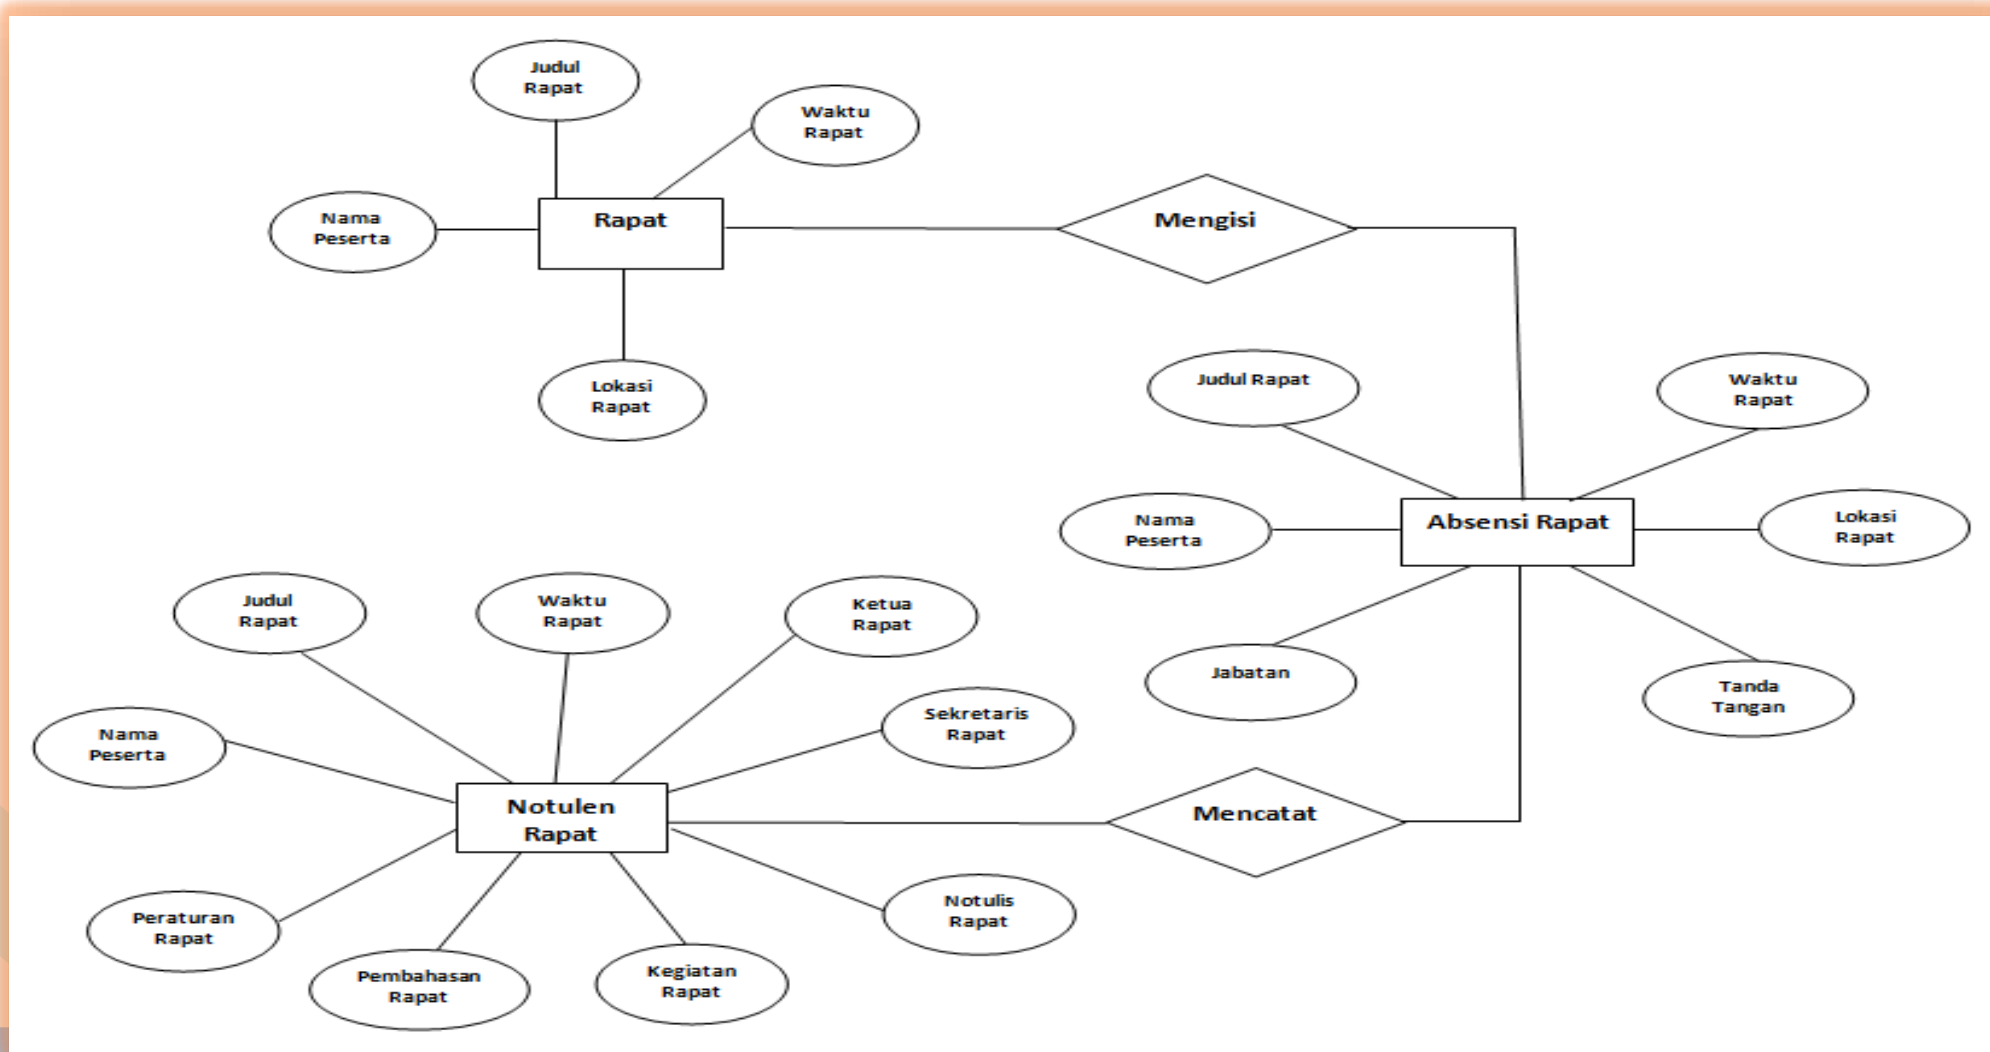 Judul
Rapat
Waktu
Rapat
Nama
Peserta
Rapat
Mengisi
Lokasi
Rapat
Judul Rapat
Waktu
Rapat
Nama
Peserta
Absensi Rapat
Lokasi
Rapat
Jabatan
Tanda
Tangan
Judul
Rapat
Waktu
Rapat
Ketua
Rapat
Nama
Peserta
Sekretaris
Rapat
Notulen
Rapat
Mencatat
Peraturan
Rapat
Pembahasan
Rapat
Kegiatan
Rapat
Notulis
Rapat